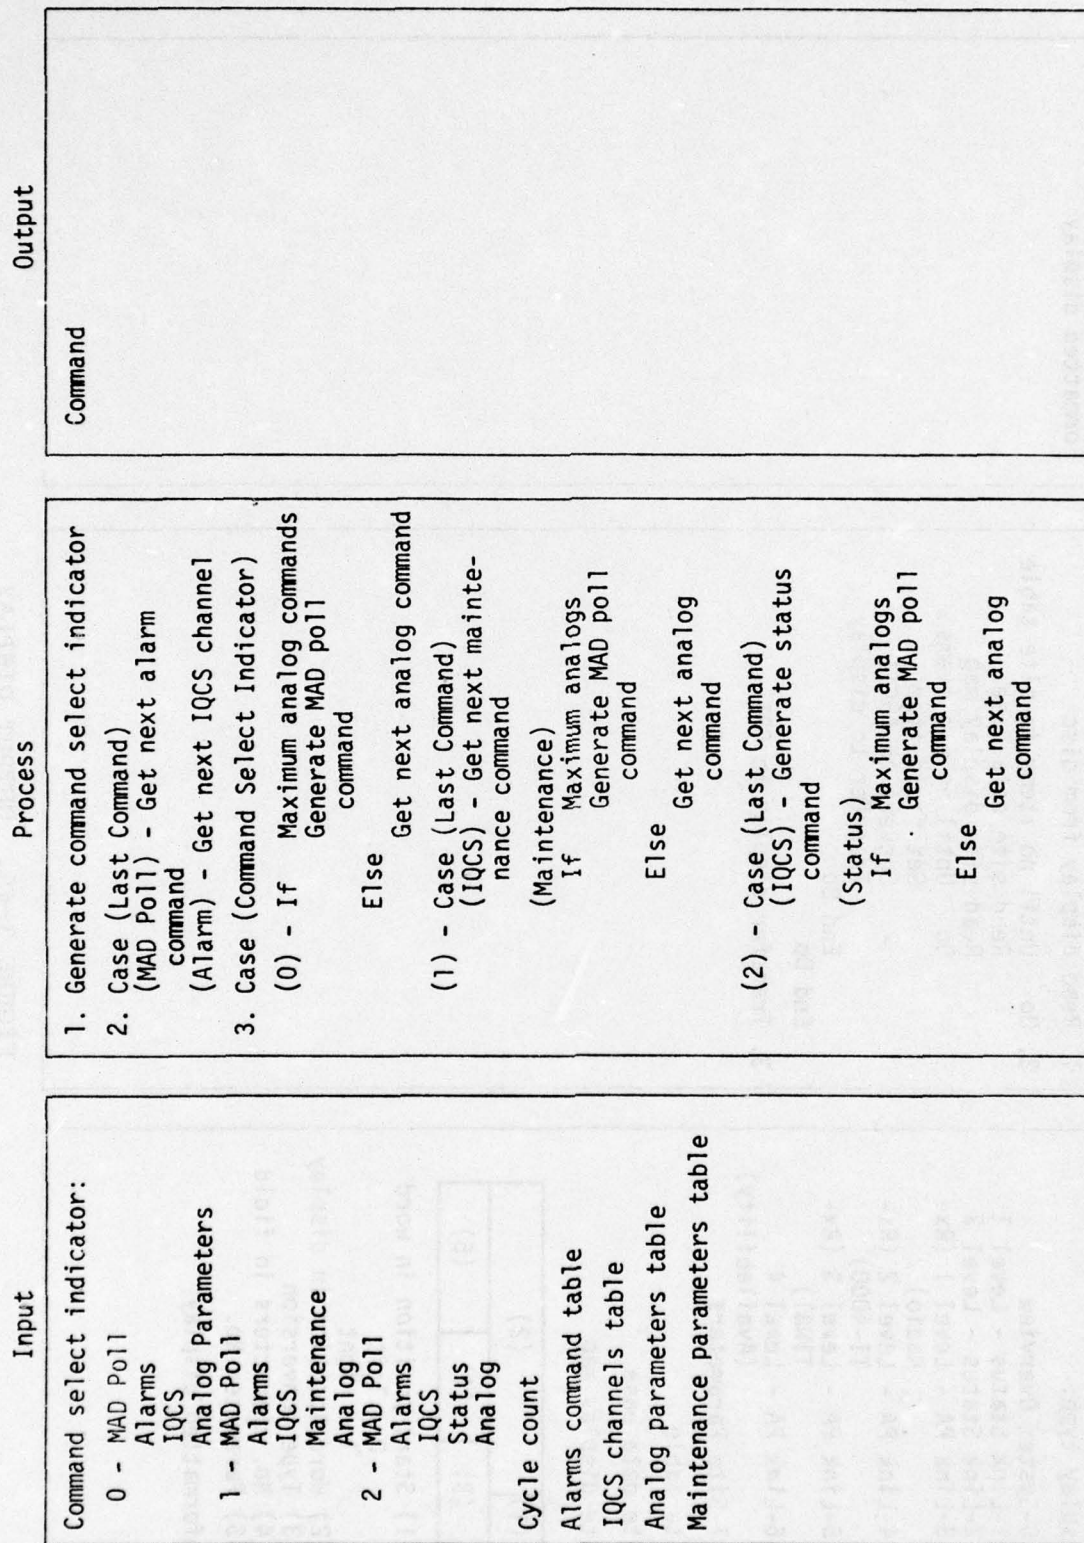 Input
Command select indicator:
0 - MAD Poll
Alarms
IQCS
Analog Parameters
1 - MAD Poll
Alarms
IQCS
Maintenance
Analog
2 - MAD Poll
Alarms
IQCS
Status
Analog
Cycle count
Alarms command table
IQCS channels table
Analog parameters table
Maintenance parameters table
Process
1. Generate command select indicator
2. Case (Last Command)
(MAD Poll) - Get next alarm
command
(Alarm) - Get next IQCS channel
3. Case (Command Select Indicator)
(0) - If Maximum analog commands
Generate MAD poll
command
Else
Get next analog command
(1) - Case (Last Command)
(IQCS) - Get next mainte-
nance command
(Maintenance)
If Maximum analogs
Generate MAD poll
command
Else
Get next analog
command
(2) - Case (Last Command)
(IQCS) - Generate status
command
(Status)
If Maximum analogs
Generate MAD poll
command
Else
Get next analog
command
Output
Command